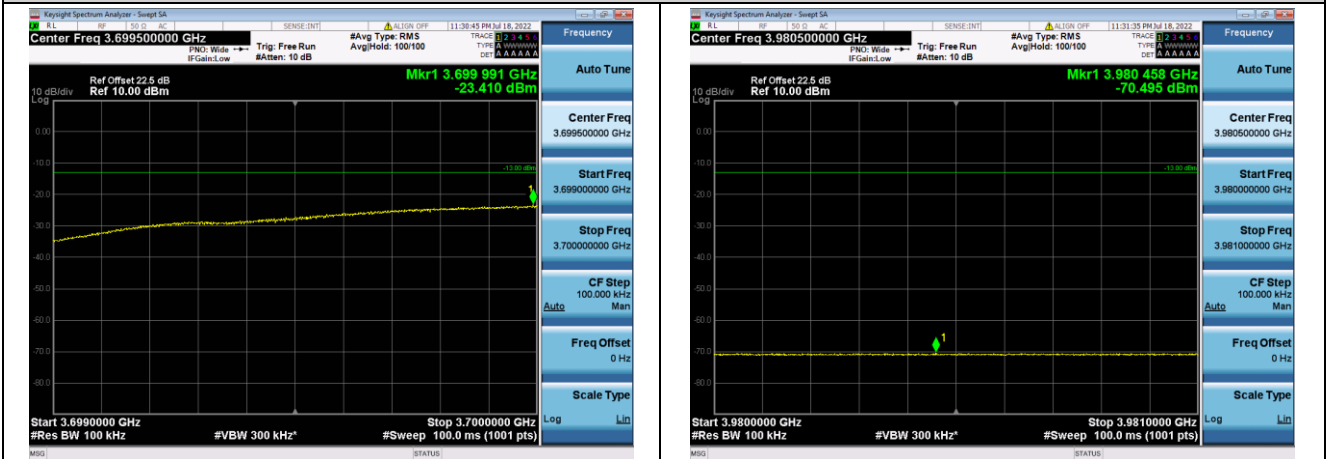 Keysight Spectrum Analyzer - Swept SA
RL RF 50 Ω AC SENSE:INT ALIGN OFF 11:30:45 PM Jul 18, 2022
Center Freq 3.699500000 GHz
PNO: Wide
IFGain:Low
Trig: Free Run
#Atten: 10 dB
#Avg Type: RMS
Avg|Hold: 100/100
TRACE 1 2 3 4 5 6
TYPE A WWWWW
DET A A A A A A
Ref Offset 22.5 dB
Ref 10.00 dBm
10 dB/div
Log
Mkr1 3.699 991 GHz
-23.410 dBm
0.00
-10.0
-13.00 dBm
-20.0
1
-30.0
-40.0
-50.0
-60.0
-70.0
-80.0
Start 3.6990000 GHz
Stop 3.7000000 GHz
#Res BW 100 kHz
#VBW 300 kHz*
#Sweep 100.0 ms (1001 pts)
MSG
STATUS
Frequency
Auto Tune
Center Freq
3.699500000 GHz
Start Freq
3.699000000 GHz
Stop Freq
3.700000000 GHz
CF Step
100.000 kHz
Auto Man
Freq Offset
0 Hz
Scale Type
Log Lin
Keysight Spectrum Analyzer - Swept SA
RL RF 50 Ω AC SENSE:INT ALIGN OFF 11:31:35 PM Jul 18, 2022
Center Freq 3.980500000 GHz
PNO: Wide
IFGain:Low
Trig: Free Run
#Atten: 10 dB
#Avg Type: RMS
Avg|Hold: 100/100
TRACE 1 2 3 4 5 6
TYPE A WWWWW
DET A A A A A A
Ref Offset 22.5 dB
Ref 10.00 dBm
10 dB/div
Log
Mkr1 3.980 458 GHz
-70.495 dBm
0.00
-10.0
-13.00 dBm
-20.0
-30.0
-40.0
-50.0
-60.0
1
-70.0
-80.0
Start 3.9800000 GHz
Stop 3.9810000 GHz
#Res BW 100 kHz
#VBW 300 kHz*
#Sweep 100.0 ms (1001 pts)
MSG
STATUS
Frequency
Auto Tune
Center Freq
3.980500000 GHz
Start Freq
3.980000000 GHz
Stop Freq
3.981000000 GHz
CF Step
100.000 kHz
Auto Man
Freq Offset
0 Hz
Scale Type
Log Lin